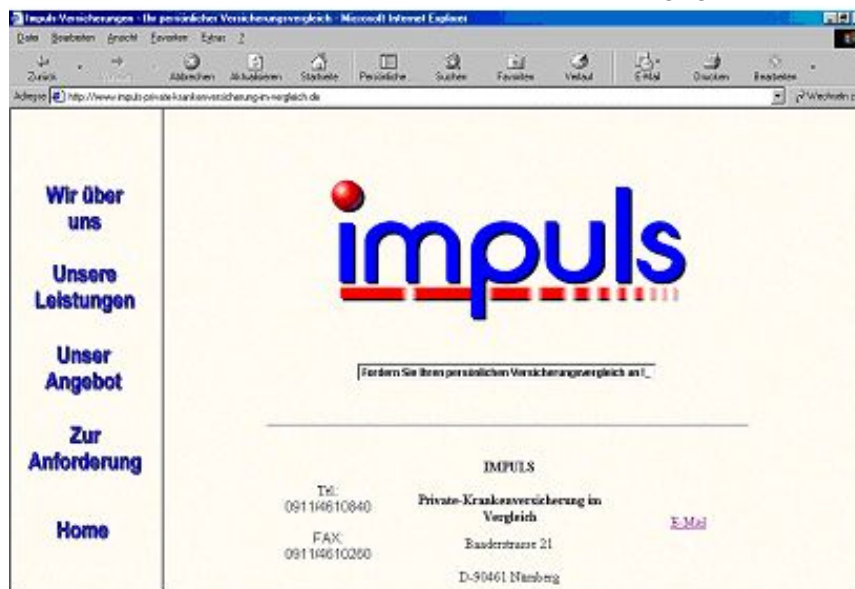 Impuls-Versicherungen - Ihr persönlicher Versicherungsvergleich - Microsoft Internet Explorer
Datei Bearbeiten Ansicht Favoriten Extras ?
Zurück Abbrechen Aktualisieren Startseite Persönliche Suchen Favoriten Verlauf E-Mail Drucken Bearbeiten
Adresse http://www.impuls-private-krankenversicherung-im-vergleich.de Wechseln
Wir über
uns
Unsere
Leistungen
Unser
Angebot
Zur
Anforderung
Home
impuls
Fordern Sie Ihren persönlichen Versicherungsvergleich an !_
IMPULS
Tel.:
0911/4610840
FAX:
0911/4610260
Private-Krankenversicherung im
Vergleich
Baaderstrasse 21
D-90461 Nürnberg
E-Mail